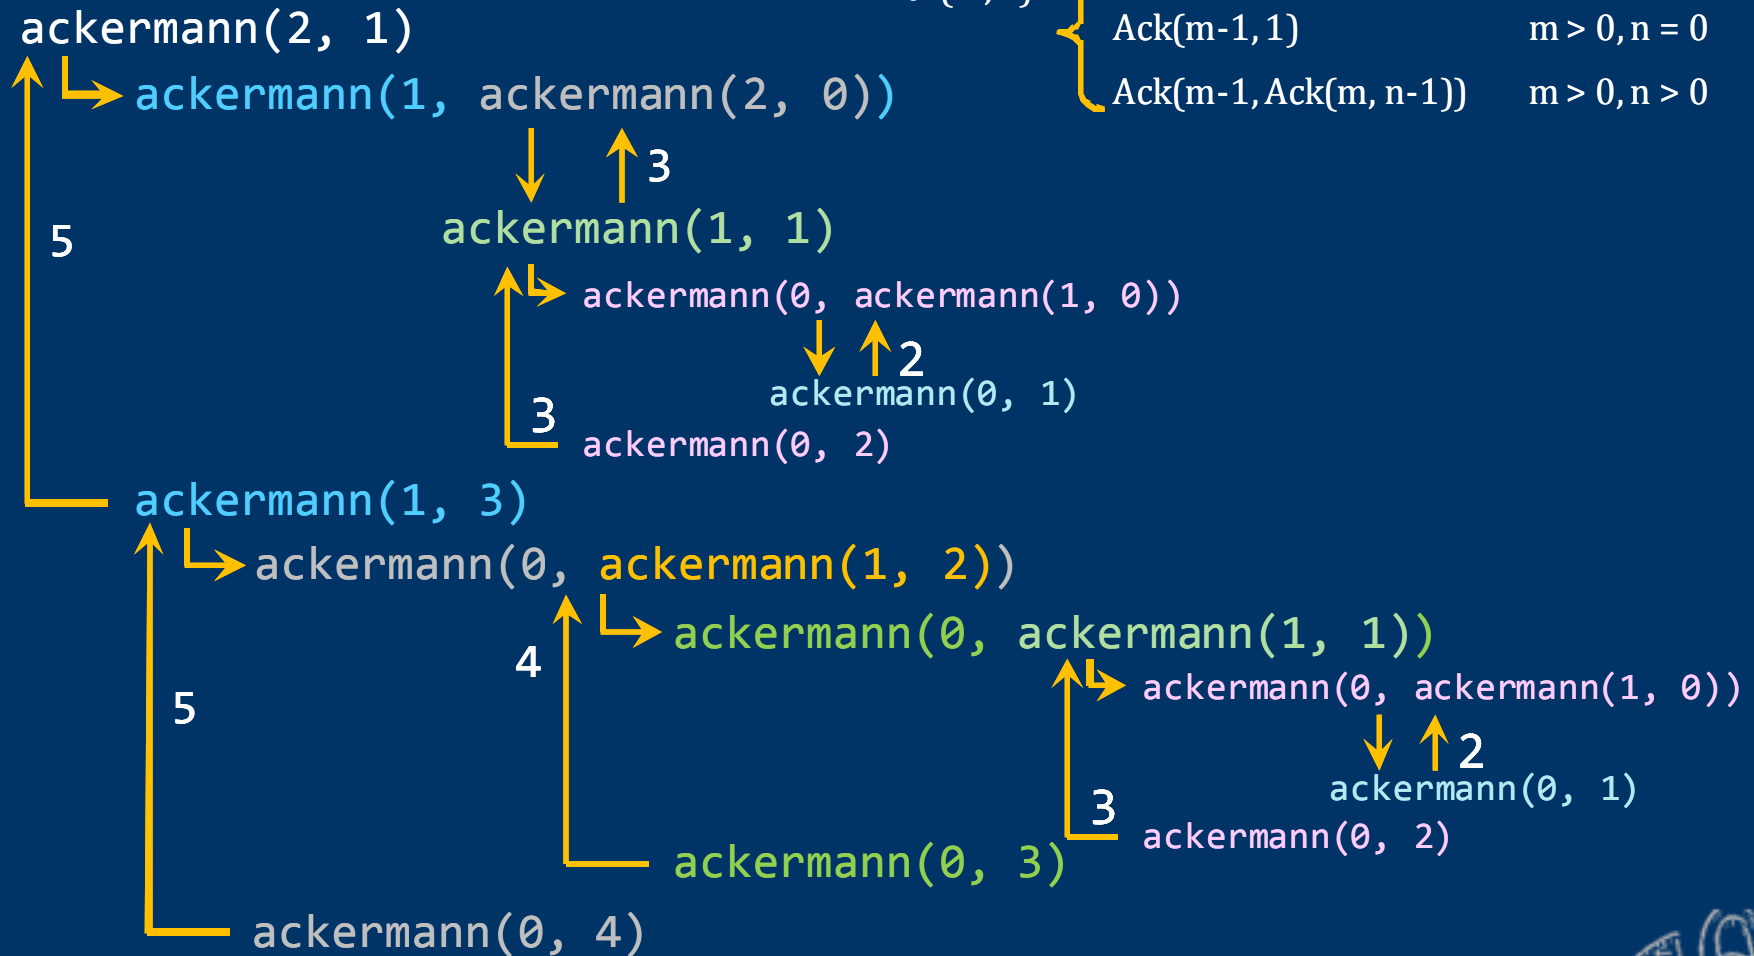 ackermann(2, 1)
Ack(m-1, 1) m > 0, n = 0
ackermann(1, ackermann(2, 0))
Ack(m-1, Ack(m, n-1)) m > 0, n > 0
3
ackermann(1, 1)
5
ackermann(0, ackermann(1, 0))
2
ackermann(0, 1)
3
ackermann(0, 2)
ackermann(1, 3)
ackermann(0, ackermann(1, 2))
ackermann(0, ackermann(1, 1))
4
ackermann(0, ackermann(1, 0))
5
2
ackermann(0, 1)
3
ackermann(0, 2)
ackermann(0, 3)
ackermann(0, 4)